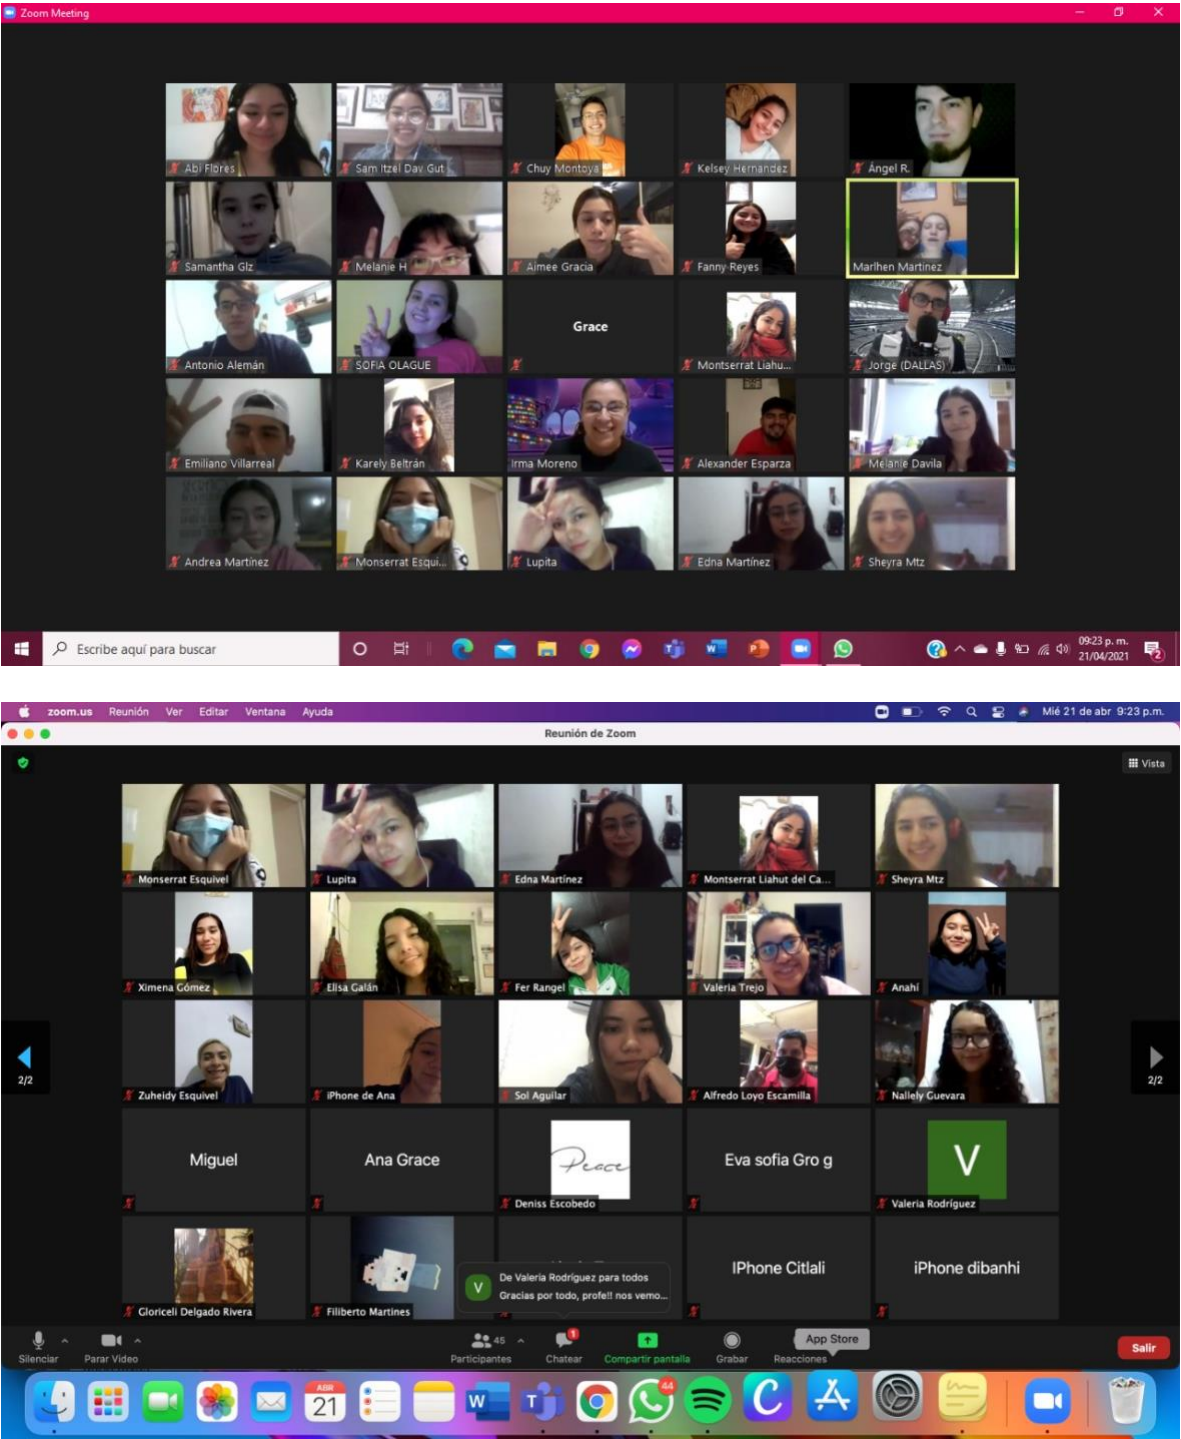 Zoom Meeting
Abi Flores
Sam Itzel Dav Gut
Chuy Montoya
Kelsey Hernandez
Ángel R.
Samantha Glz
Melanie H
Aimee Gracia
Fanny Reyes
Marlhen Martinez
Antonio Alemán
SOFIA OLAGUE
Grace
Montserrat Liahu...
Jorge (DALLAS)
Emiliano Villarreal
Karely Beltrán
Irma Moreno
Alexander Esparza
Melanie Davila
Andrea Martínez
Monserrat Esqui...
Lupita
Edna Martínez
Sheyra Mtz
Escribe aquí para buscar
09:23 p. m.
21/04/2021
2
zoom.us Reunión Ver Editar Ventana Ayuda
Mié 21 de abr 9:23 p.m.
Reunión de Zoom
Vista
Monserrat Esquivel
Lupita
Edna Martínez
Montserrat Liahut del Ca...
Sheyra Mtz
Ximena Gómez
Elisa Galán
Fer Rangel
Valeria Trejo
Anahí
2/2
2/2
Zuheidy Esquivel
iPhone de Ana
Sol Aguilar
Alfredo Loyo Escamilla
Nallely Guevara
Miguel
Ana Grace
Peace
Deniss Escobedo
Eva sofia Gro g
V
Valeria Rodríguez
Gloriceli Delgado Rivera
Filiberto Martines
V
De Valeria Rodríguez para todos
Gracias por todo, profe!! nos vemo...
IPhone Citlali
iPhone dibanhi
Silenciar
Parar Video
45
Participantes
1
Chatear
Compartir pantalla
Grabar
Reacciones
App Store
Salir
ABR
21
W
T
44
C